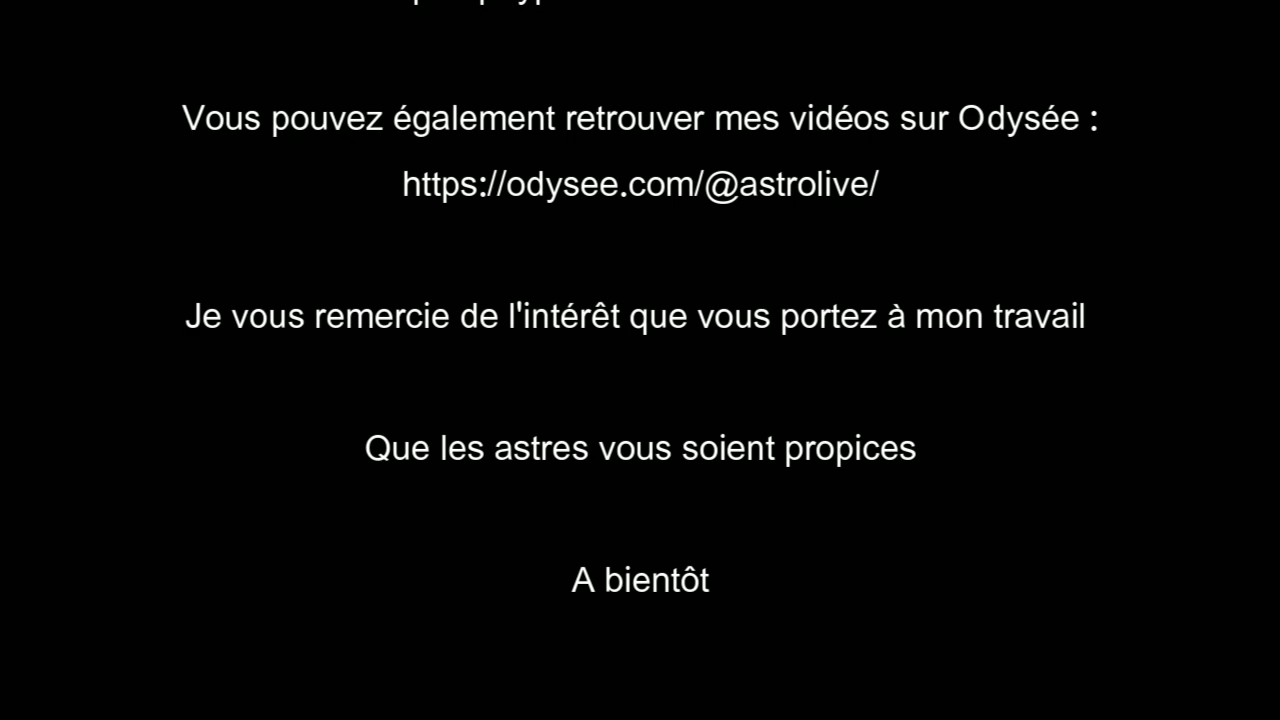 Vous pouvez également retrouver mes vidéos sur Odysée :
https://odysee.com/@astrolive/
Je vous remercie de l'intérêt que vous portez à mon travail
Que les astres vous soient propices
A bientôt